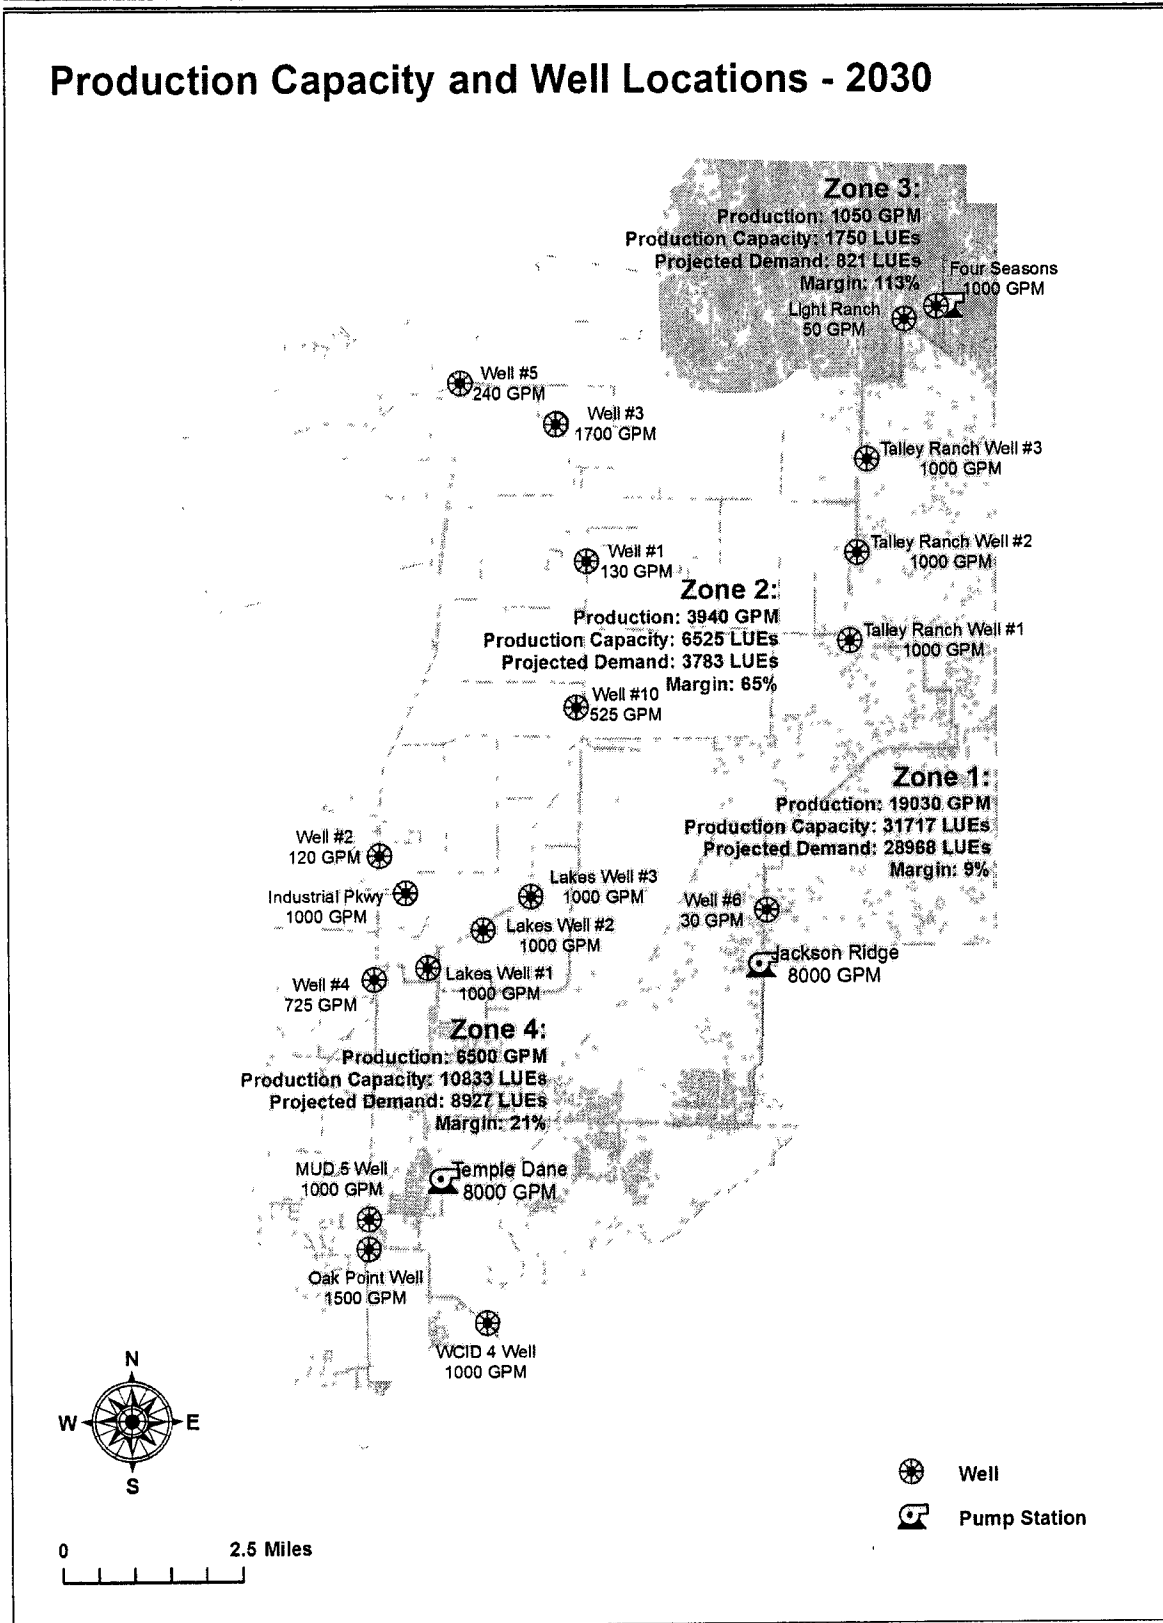 Production Capacity and Well Locations - 2030
Zone 3:
Production: 1050 GPM
Production Capacity: 1750 LUEs
Projected Demand: 821 LUEs
Margin: 113%
Four Seasons
1000 GPM
Light Ranch
50 GPM
Well #5
240 GPM
Well #3
1700 GPM
Talley Ranch Well #3
1000 GPM
Talley Ranch Well #2
1000 GPM
Well #1
130 GPM
Zone 2:
Production: 3940 GPM
Production Capacity: 6525 LUEs
Projected Demand: 3783 LUEs
Margin: 65%
Talley Ranch Well #1
1000 GPM
Well #10
525 GPM
Zone 1:
Production: 19030 GPM
Production Capacity: 31717 LUEs
Projected Demand: 28968 LUEs
Margin: 9%
Well #2
120 GPM
Industrial Pkwy
1000 GPM
Lakes Well #3
1000 GPM
Well #6
30 GPM
Lakes Well #2
1000 GPM
Jackson Ridge
8000 GPM
Lakes Well #1
1000 GPM
Well #4
725 GPM
Zone 4:
Production: 6500 GPM
Production Capacity: 10833 LUEs
Projected Demand: 8927 LUEs
Margin: 21%
MUD 5 Well
1000 GPM
Temple Dane
8000 GPM
Oak Point Well
1500 GPM
WCID 4 Well
1000 GPM
N
W
E
S
Well
Pump Station
0
2.5 Miles